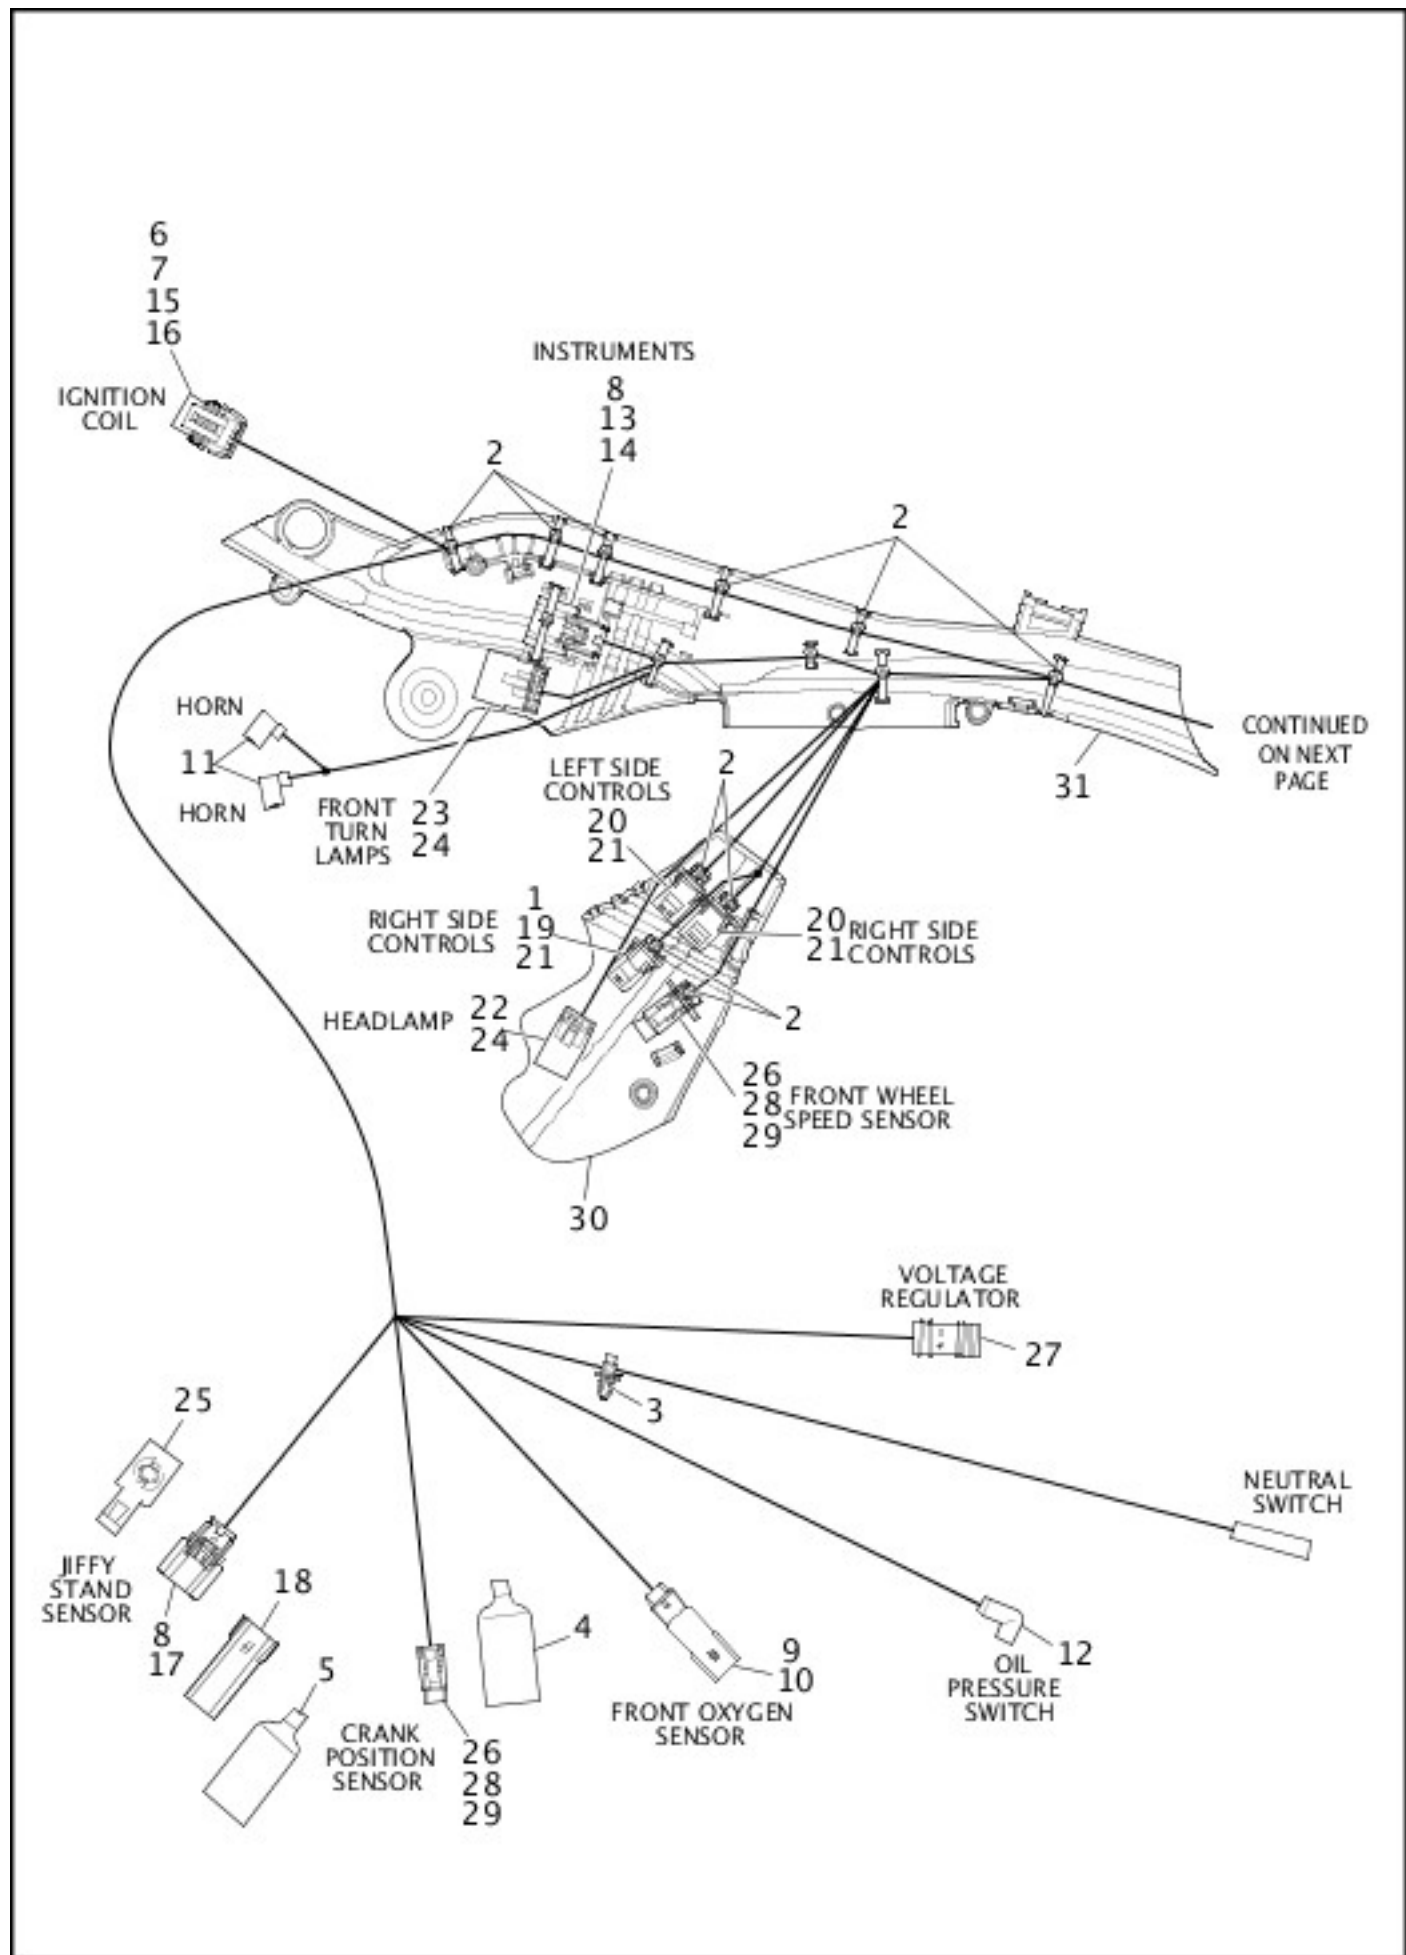 6
7
15
16
IGNITION
COIL
INSTRUMENTS
8
13
14
2
2
HORN
11
HORN
FRONT
TURN
LAMPS
23
24
LEFT SIDE
CONTROLS
20
21
2
31
CONTINUED
ON NEXT
PAGE
RIGHT SIDE
CONTROLS
1
19
21
20
21
RIGHT SIDE
CONTROLS
HEADLAMP
22
24
2
26
28
29
FRONT WHEEL
SPEED SENSOR
30
VOLTAGE
REGULATOR
27
3
25
NEUTRAL
SWITCH
JIFFY
STAND
SENSOR
8
17
18
5
4
CRANK
POSITION
SENSOR
26
28
29
9
10
FRONT OXYGEN
SENSOR
12
OIL
PRESSURE
SWITCH